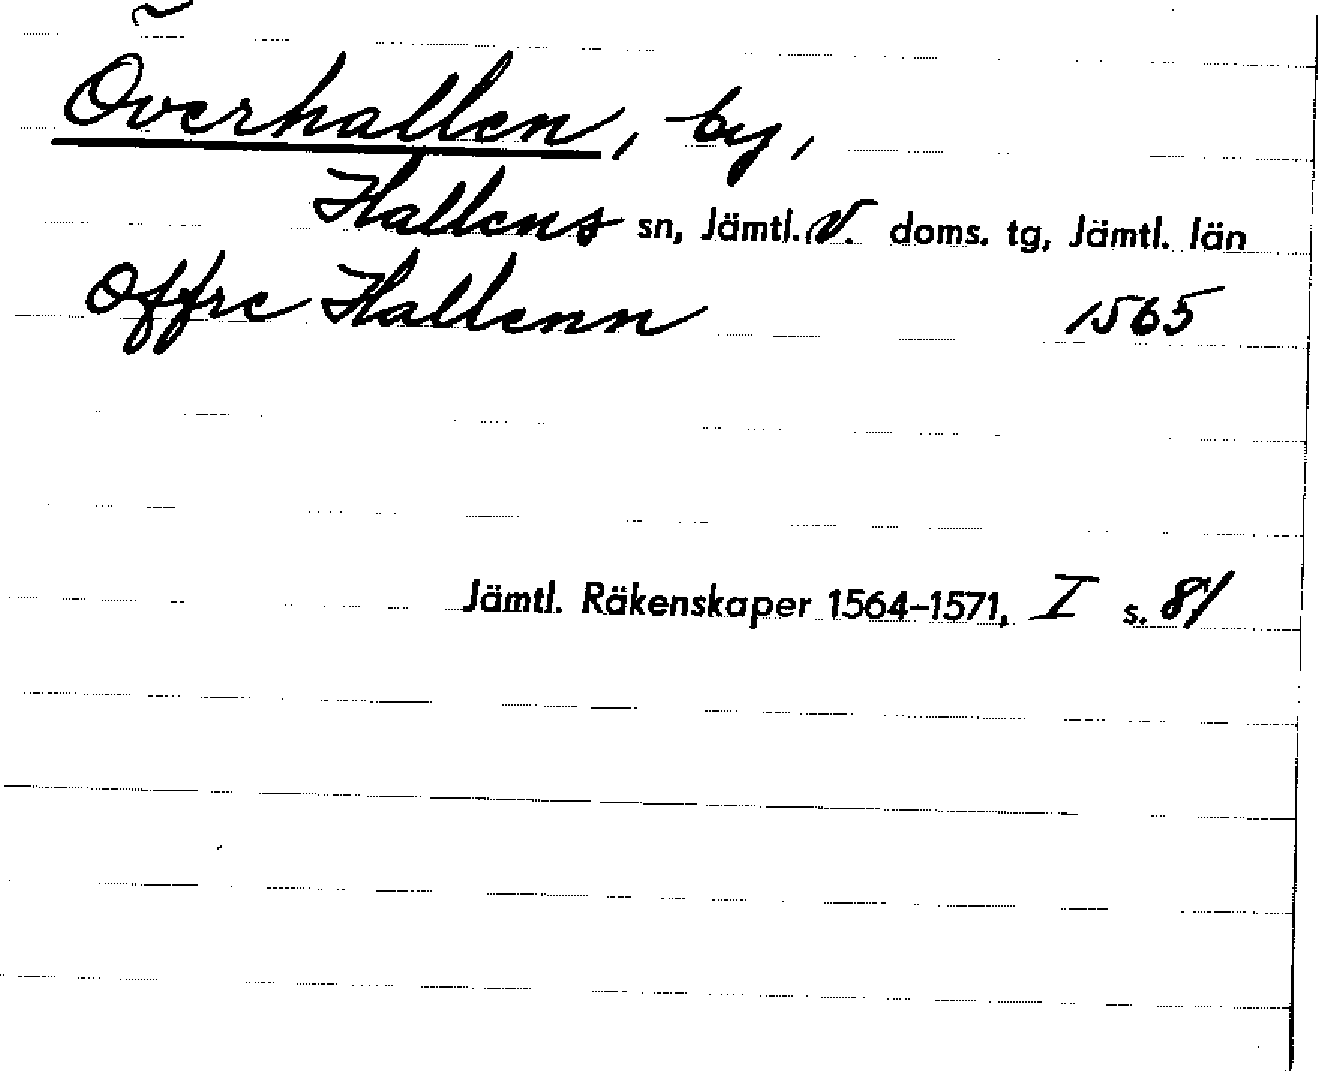 Överhallen, by,
Hallens sn, Jämtl. V. doms. tg, Jämtl. län
Offre Hallenn 1565
Jämtl. Räkenskaper 1564-1571, I s. 81